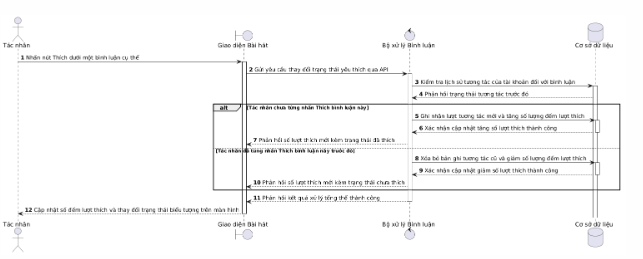 Tác nhân
Giao diện Bài hát
Bộ xử lý Bình luận
Cơ sở dữ liệu
1 Nhấn nút Thích dưới một bình luận cụ thể
2 Gửi yêu cầu thay đổi trạng thái yêu thích qua API
3 Kiểm tra lịch sử tương tác của tài khoản đối với bình luận
4 Phản hồi trạng thái tương tác trước đó
alt [Tác nhân chưa từng nhấn Thích bình luận này]
5 Ghi nhận lượt tương tác mới và tăng số lượng đếm lượt thích
6 Xác nhận cập nhật tăng số lượt thích thành công
7 Phản hồi số lượt thích mới kèm trạng thái đã thích
[Tác nhân đã từng nhấn Thích bình luận này trước đó]
8 Xóa bỏ bản ghi tương tác cũ và giảm số lượng đếm lượt thích
9 Xác nhận cập nhật giảm số lượt thích thành công
10 Phản hồi số lượt thích mới kèm trạng thái chưa thích
11 Phản hồi kết quả xử lý tổng thể thành công
12 Cập nhật số đếm lượt thích và thay đổi trạng thái biểu tượng trên màn hình
Tác nhân
Giao diện Bài hát
Bộ xử lý Bình luận
Cơ sở dữ liệu